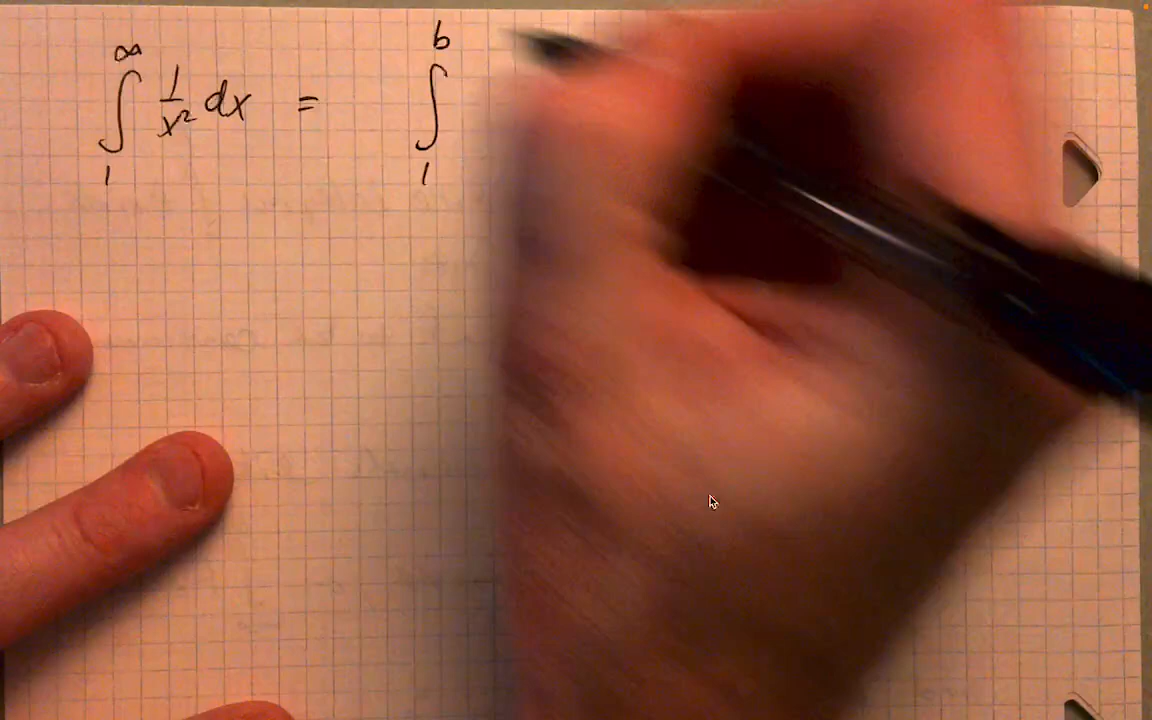 ∫₁^∞ 1/x² dx = ∫₁^b